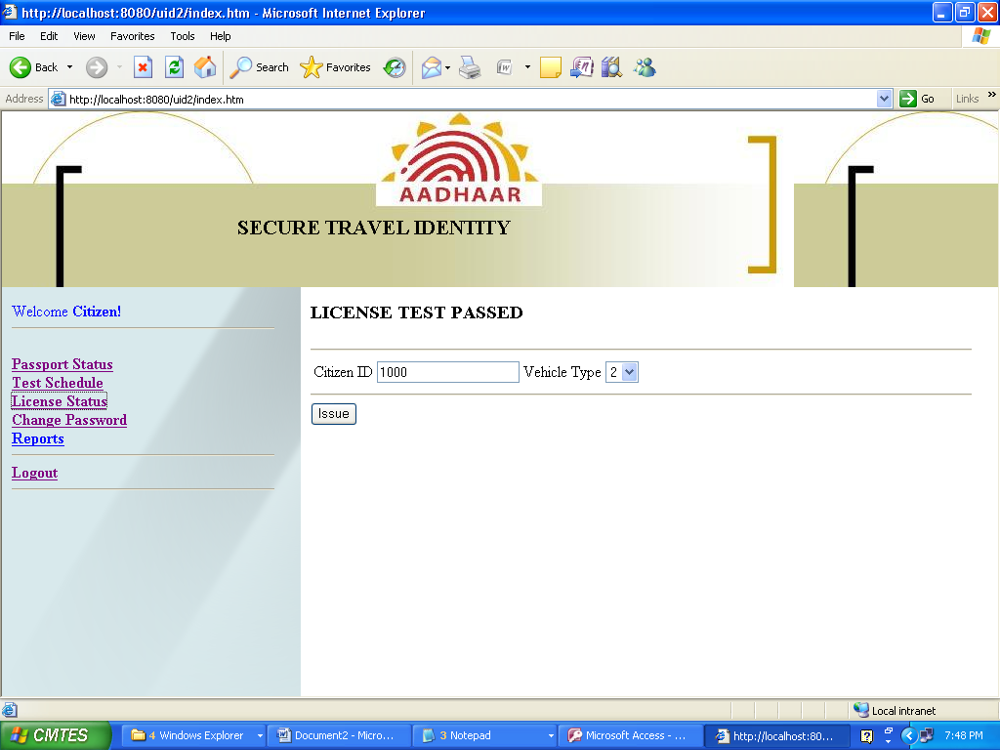 http://localhost:8080/uid2/index.htm - Microsoft Internet Explorer
File Edit View Favorites Tools Help
Back Search Favorites
Address http://localhost:8080/uid2/index.htm Go Links »
AADHAAR
SECURE TRAVEL IDENTITY
Welcome Citizen!
Passport Status
Test Schedule
License Status
Change Password
Reports
Logout
LICENSE TEST PASSED
Citizen ID 1000 Vehicle Type 2
Issue
Local intranet
CMTES 4 Windows Explorer Document2 - Micro... 3 Notepad Microsoft Access - ... http://localhost:80... 7:48 PM